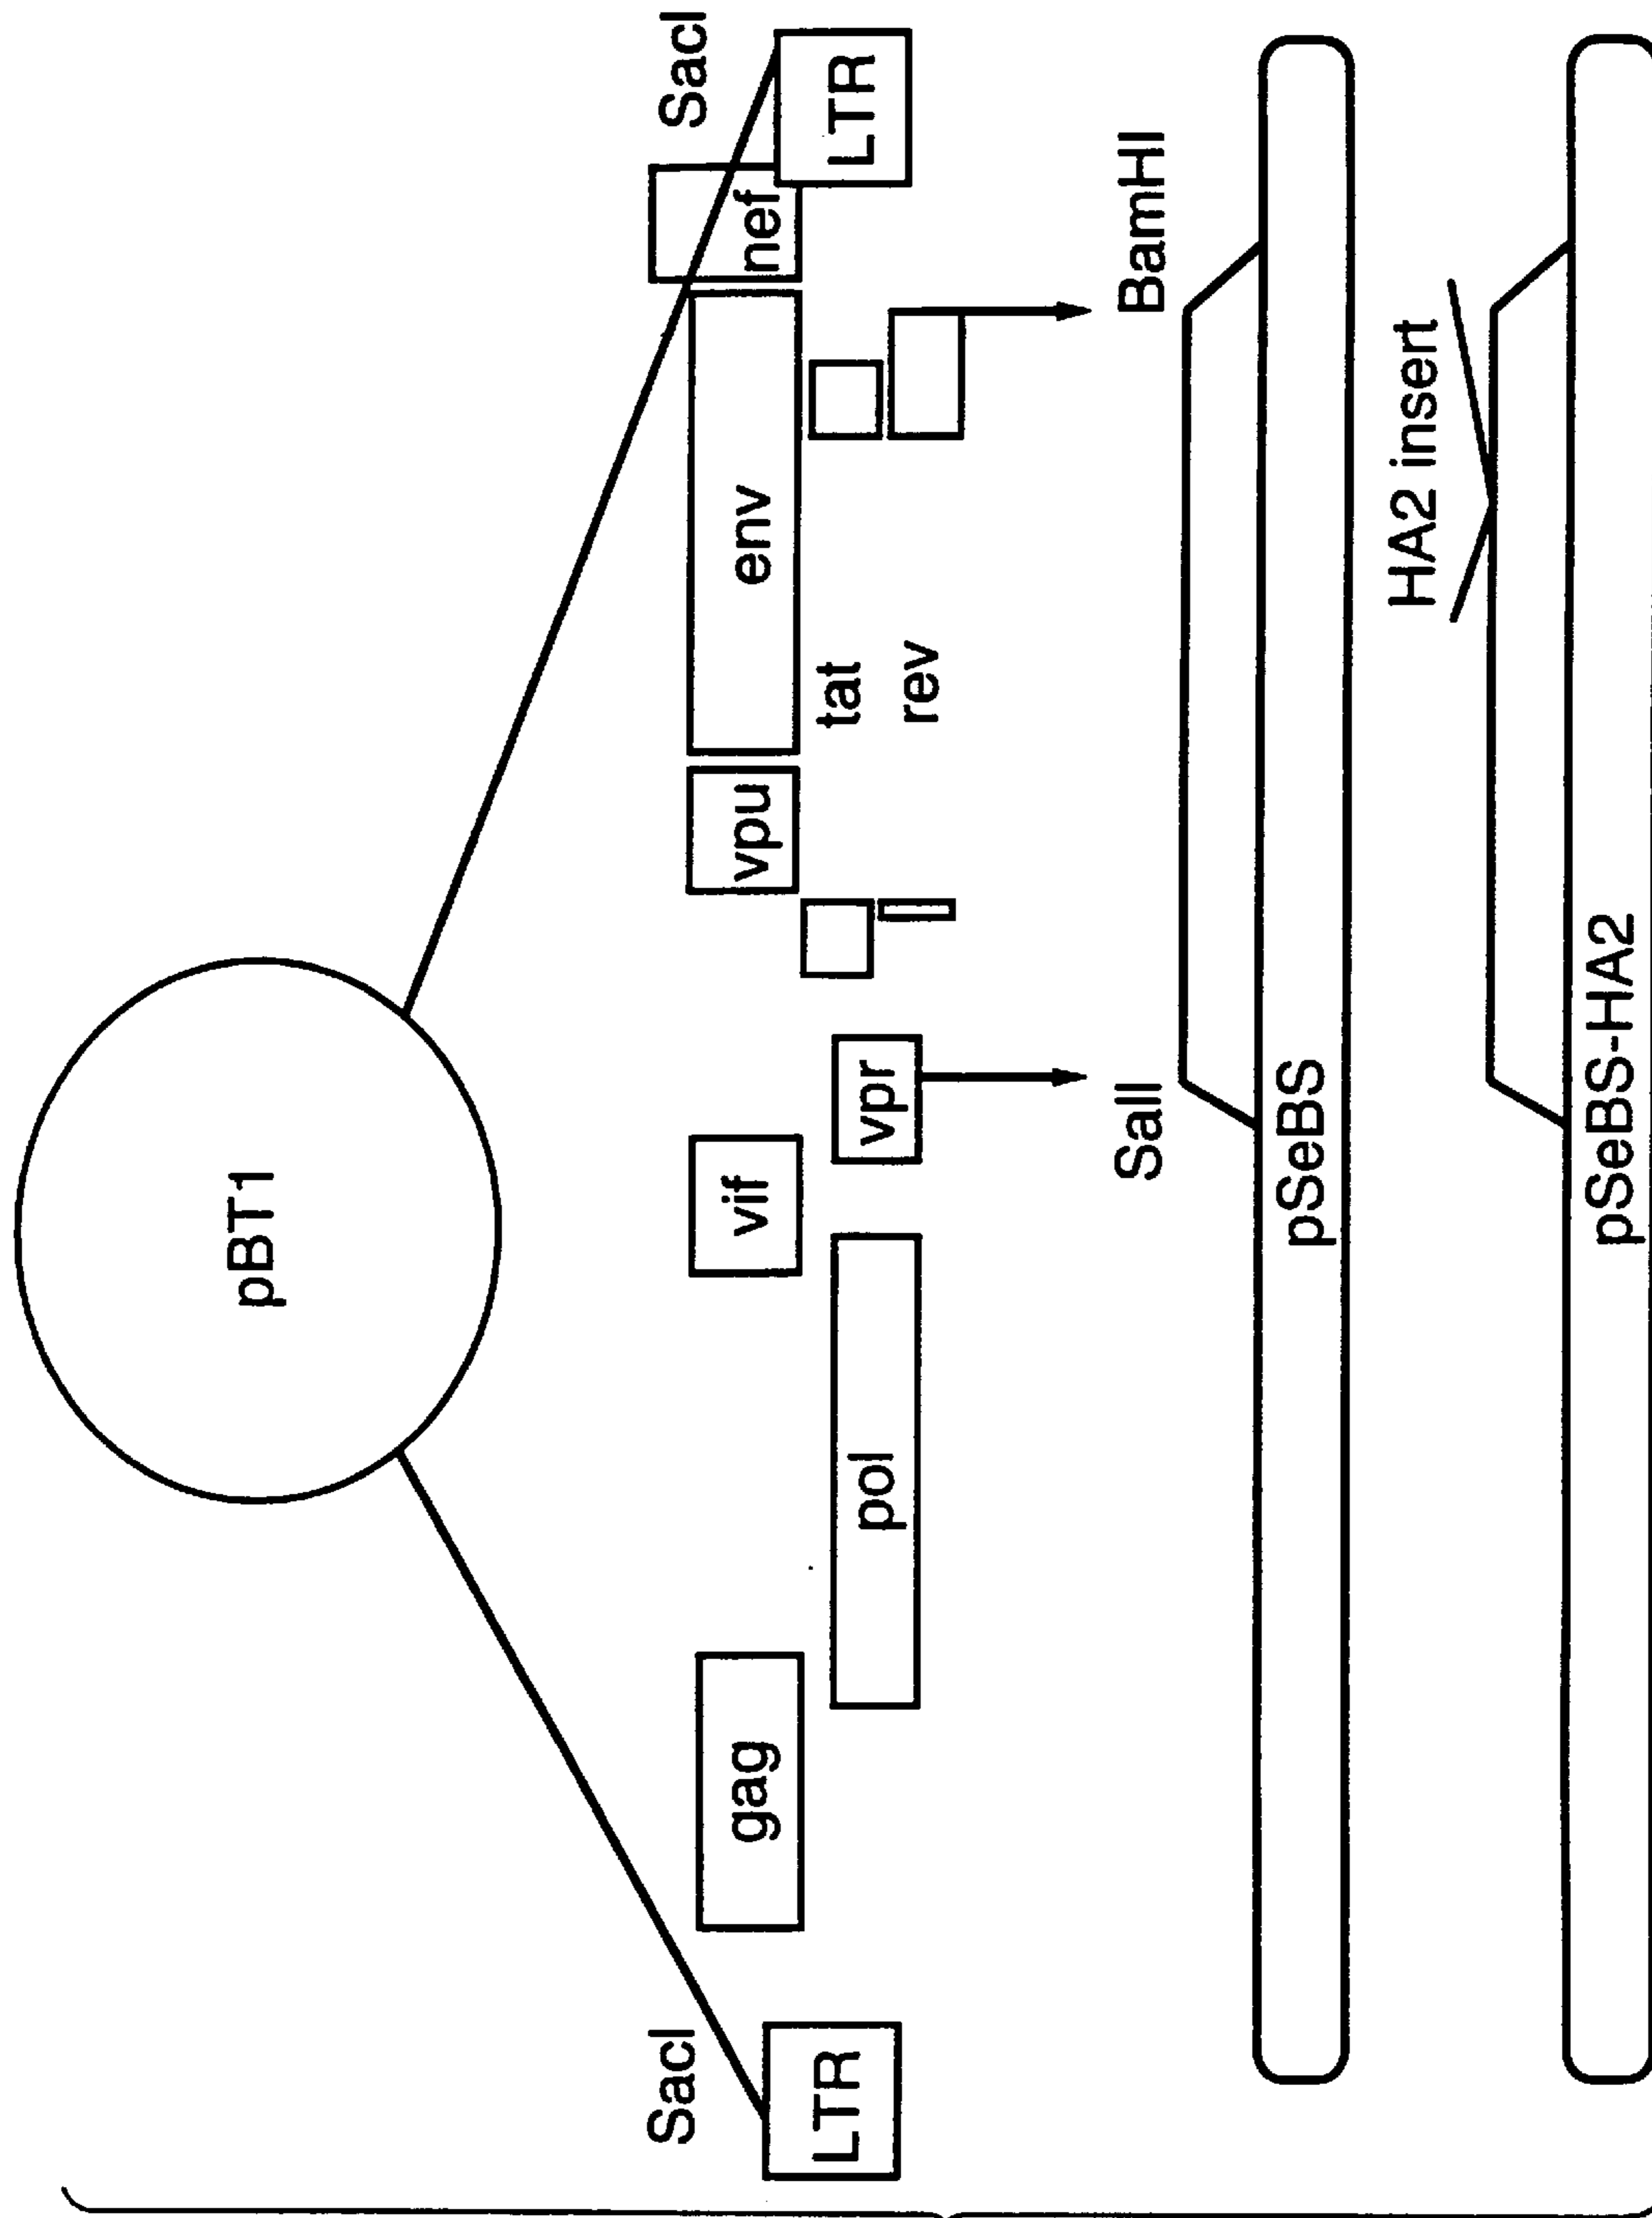 pBT1
SacI SacI
gag vif vpu env nef
LTR pol vpr tat LTR
rev
SalI BamHI
pSeBS
HA2 insert
pSeBS-HA2